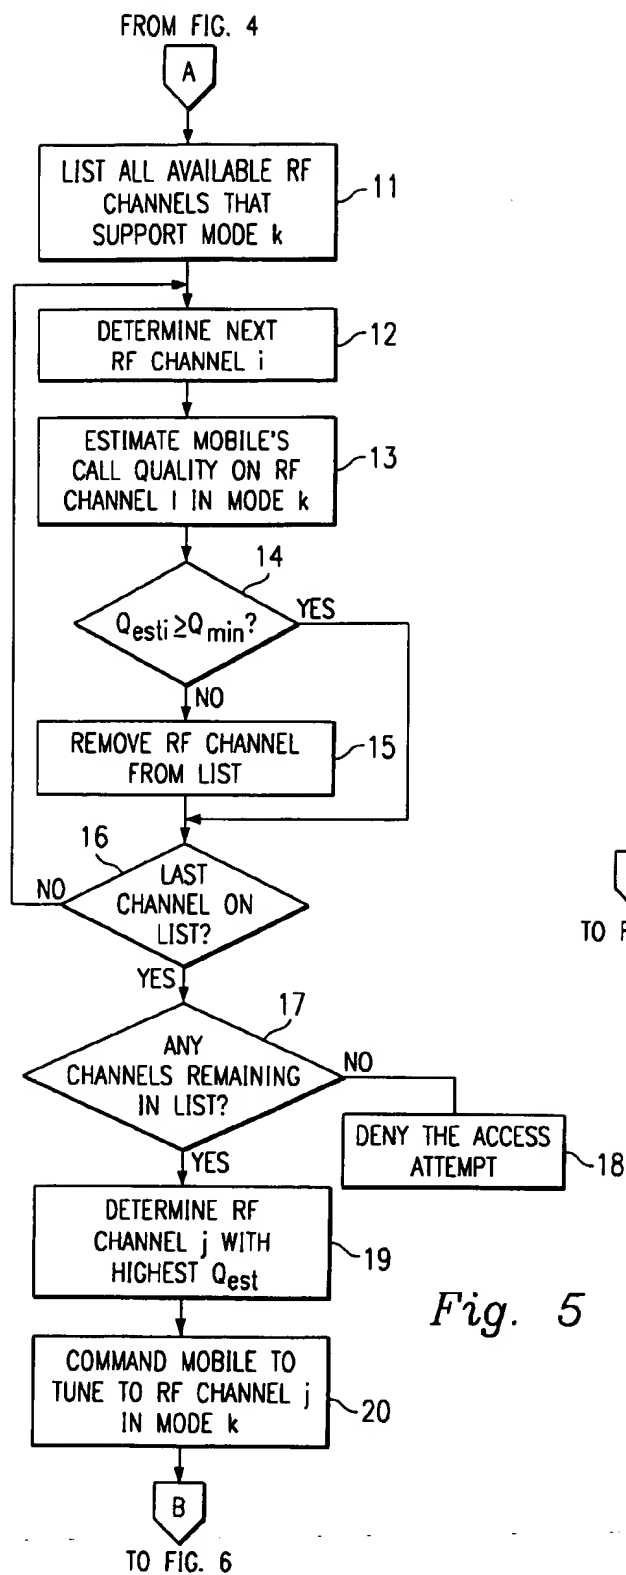 FROM FIG. 4
A
LIST ALL AVAILABLE RF
CHANNELS THAT
SUPPORT MODE k
11
DETERMINE NEXT
RF CHANNEL i
12
ESTIMATE MOBILE'S
CALL QUALITY ON RF
CHANNEL I IN MODE k
13
14
Qesti≥Qmin?
YES
NO
REMOVE RF CHANNEL
FROM LIST
15
16
LAST
CHANNEL ON
LIST?
NO
YES
17
ANY
CHANNELS REMAINING
IN LIST?
NO
DENY THE ACCESS
ATTEMPT
18
YES
DETERMINE RF
CHANNEL j WITH
HIGHEST Qest
19
COMMAND MOBILE TO
TUNE TO RF CHANNEL j
IN MODE k
20
B
TO FIG. 6
Fig. 5
TO F